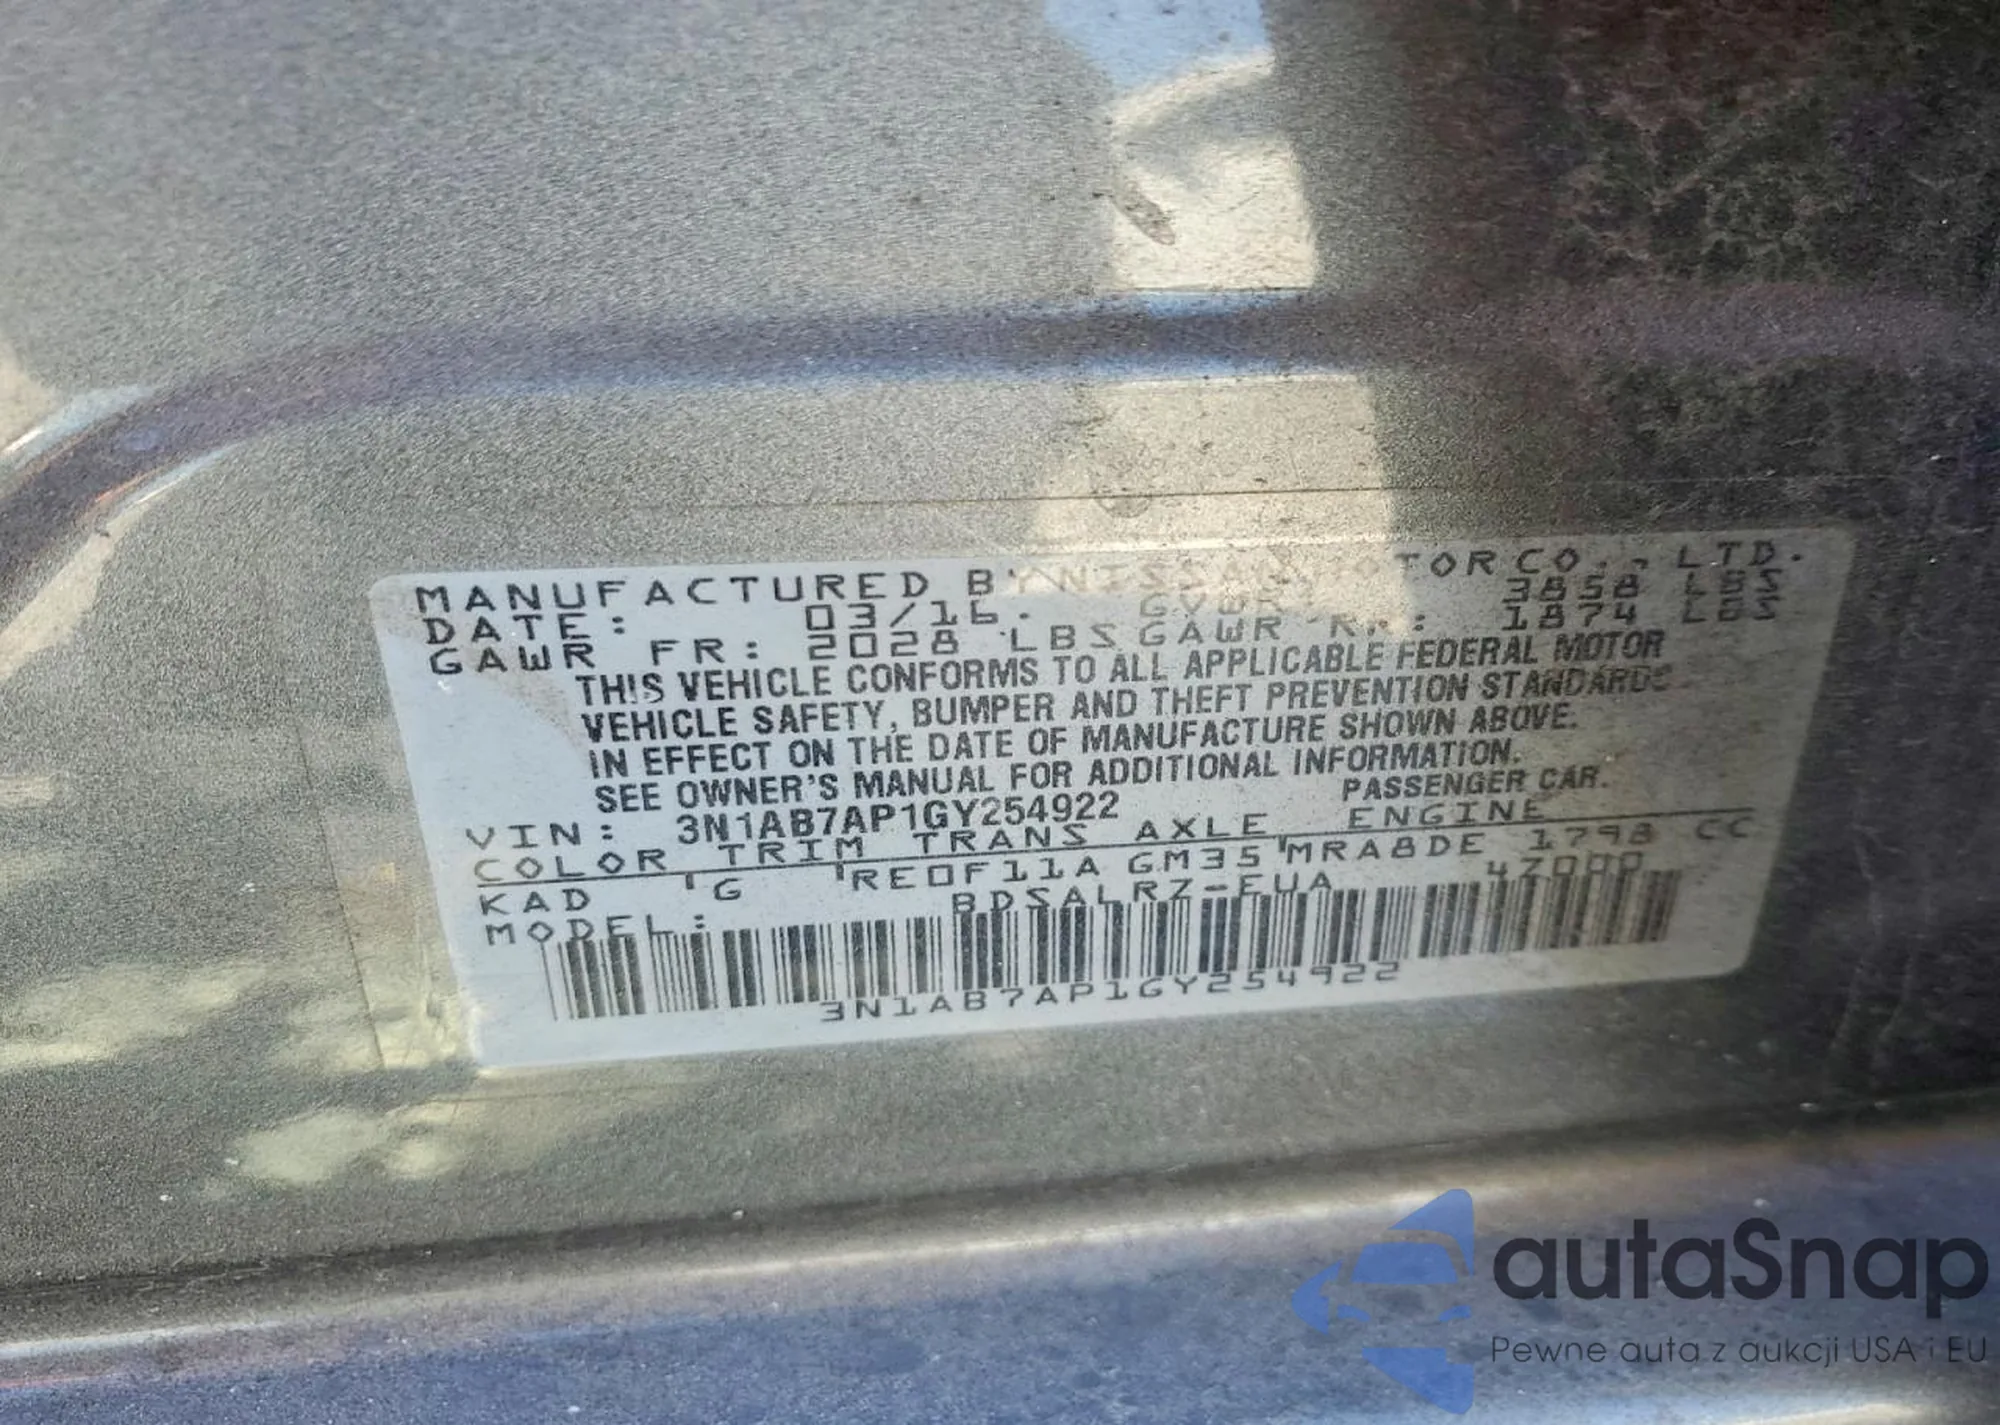 MANUFACTURED BY NISSAN MOTOR CO., LTD.
DATE: 03/16. GVWR: 3858 LBS
GAWR FR: 2028 LBS GAWR RR: 1874 LBS
THIS VEHICLE CONFORMS TO ALL APPLICABLE FEDERAL MOTOR
VEHICLE SAFETY, BUMPER AND THEFT PREVENTION STANDARDS
IN EFFECT ON THE DATE OF MANUFACTURE SHOWN ABOVE.
SEE OWNER'S MANUAL FOR ADDITIONAL INFORMATION.
VIN: 3N1AB7AP1GY254922 PASSENGER CAR.
COLOR TRIM TRANS AXLE ENGINE
KAD G RE0F11A GM35 MRA8DE 1798 CC
MODEL: BDSALRZ-EUA
3N1AB7AP1GY254922
autaSnap
Pewne auta z aukcji USA i EU